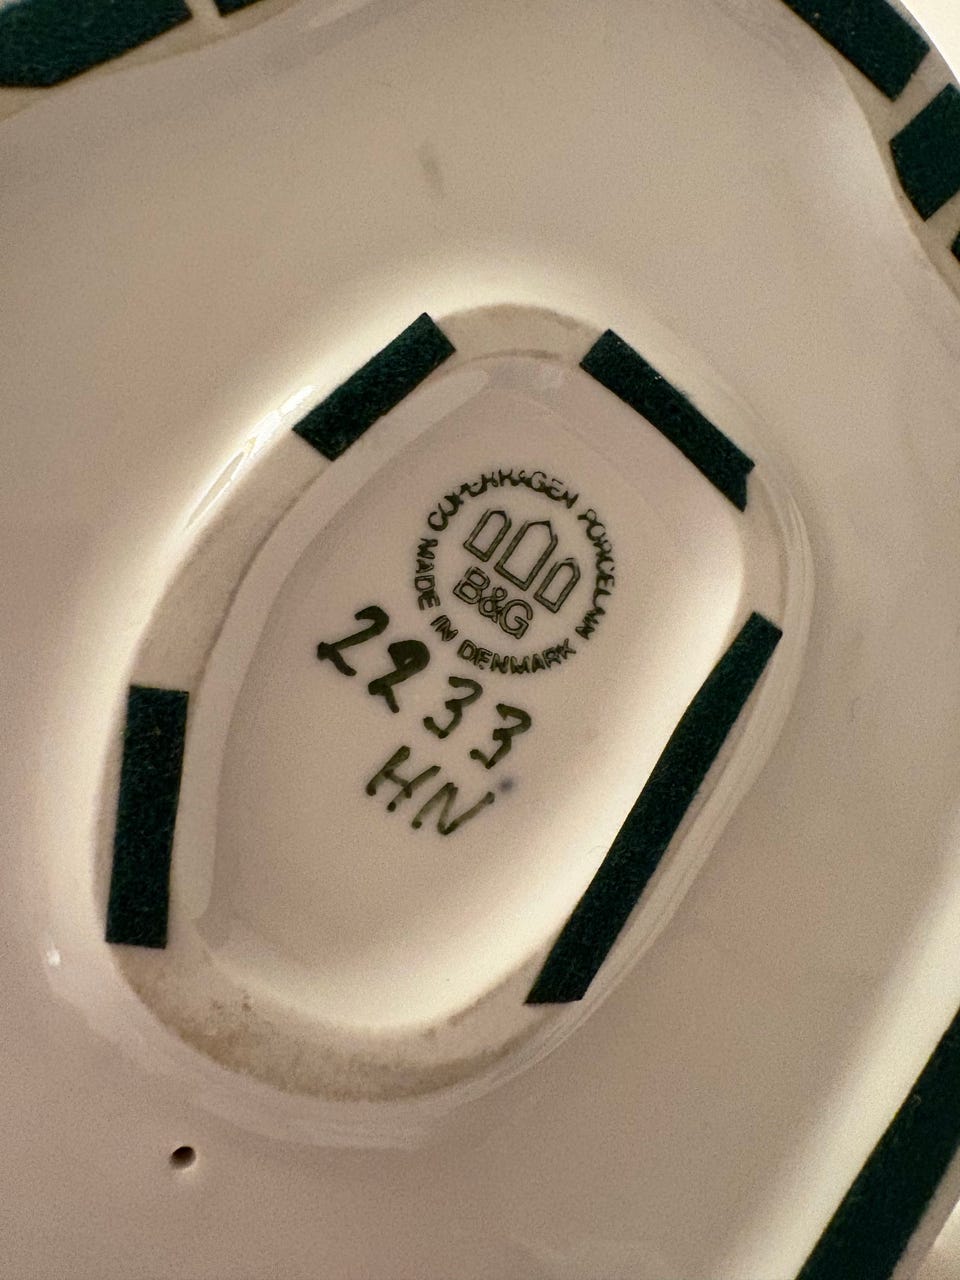 COPENHAGEN PORCELAIN
B&G
MADE IN DENMARK
2233
HN